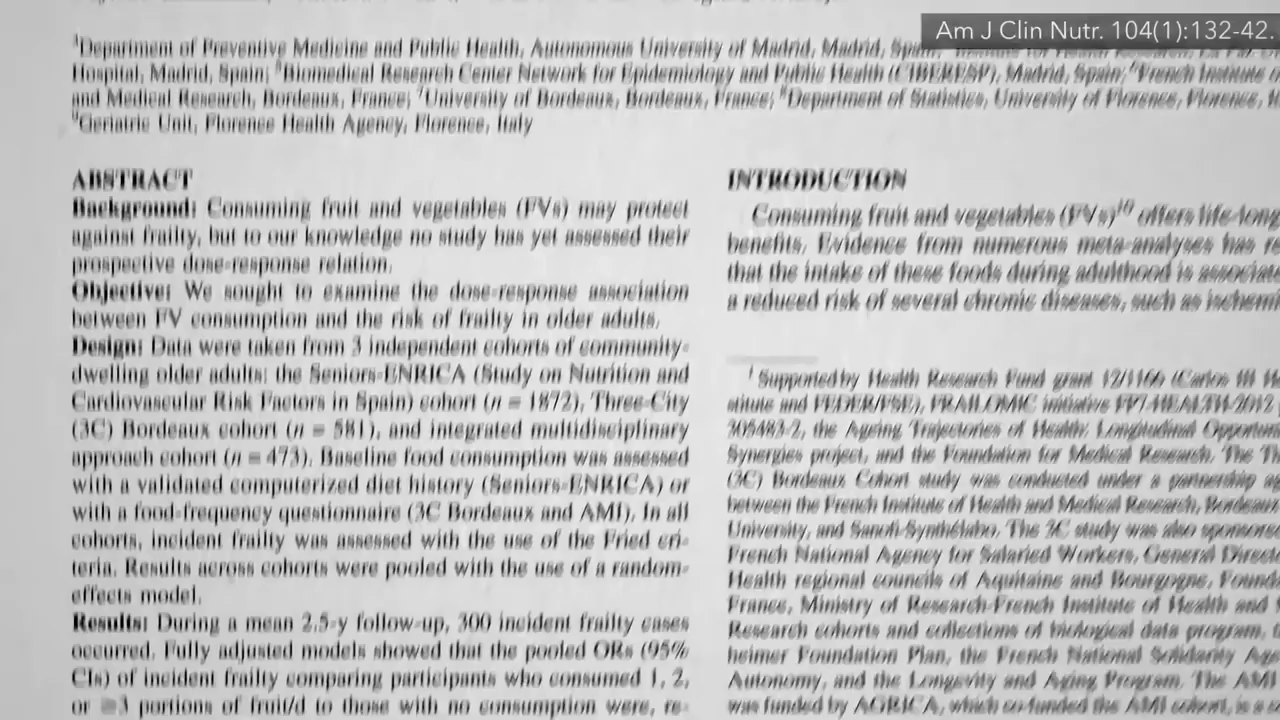 Am J Clin Nutr. 104(1):132-42.
¹Department of Preventive Medicine and Public Health, Autonomous University of Madrid, Madrid, Spain;
Hospital, Madrid, Spain; Biomedical Research Center Network for Epidemiology and Public Health (CIBERESP), Madrid, Spain; French Institute
and Medical Research, Bordeaux, France; ⁷University of Bordeaux, Bordeaux, France; ⁸Department of Statistics, University of Florence, Florence,
⁹Geriatric Unit, Florence Health Agency, Florence, Italy
ABSTRACT
Background: Consuming fruit and vegetables (FVs) may protect
against frailty, but to our knowledge no study has yet assessed their
prospective dose-response relation.
Objective: We sought to examine the dose-response association
between FV consumption and the risk of frailty in older adults.
Design: Data were taken from 3 independent cohorts of community-
dwelling older adults: the Seniors-ENRICA (Study on Nutrition and
Cardiovascular Risk Factors in Spain) cohort (n = 1872), Three-City
(3C) Bordeaux cohort (n = 581), and integrated multidisciplinary
approach cohort (n = 473). Baseline food consumption was assessed
with a validated computerized diet history (Seniors-ENRICA) or
with a food-frequency questionnaire (3C Bordeaux and AMI). In all
cohorts, incident frailty was assessed with the use of the Fried cri-
teria. Results across cohorts were pooled with the use of a random-
effects model.
Results: During a mean 2.5-y follow-up, 300 incident frailty cases
occurred. Fully adjusted models showed that the pooled ORs (95%
CIs) of incident frailty comparing participants who consumed 1, 2,
or ≥3 portions of fruit/d to those with no consumption were, re-
INTRODUCTION
Consuming fruit and vegetables (FVs)¹⁰ offers life-long
benefits. Evidence from numerous meta-analyses has
that the intake of these foods during adulthood is
a reduced risk of several chronic diseases, such as
Supported by Health Research Fund grant 12/1166 (Carlos III
and FEDER/FSE), FRAILOMIC initiative
305483-2, the Ageing Trajectories of Health: Longitudinal
Synergies project, and the Foundation for Medical Research. The
(3C) Bordeaux Cohort study was conducted under a partnership
between the French Institute of Health and Medical Research,
University, and Sanofi-Synthélabo. The 3C study was also
French National Agency for Salaried Workers, General
Health regional councils of Aquitaine and Bourgogne,
France, Ministry of Research-French Institute of Health and
Research cohorts and collections of biological data program,
heimer Foundation Plan, the French National Solidarity
Autonomy, and the Longevity and Aging Program. The AMI
was funded by AGRICA, which co-funded the AMI cohort, is a